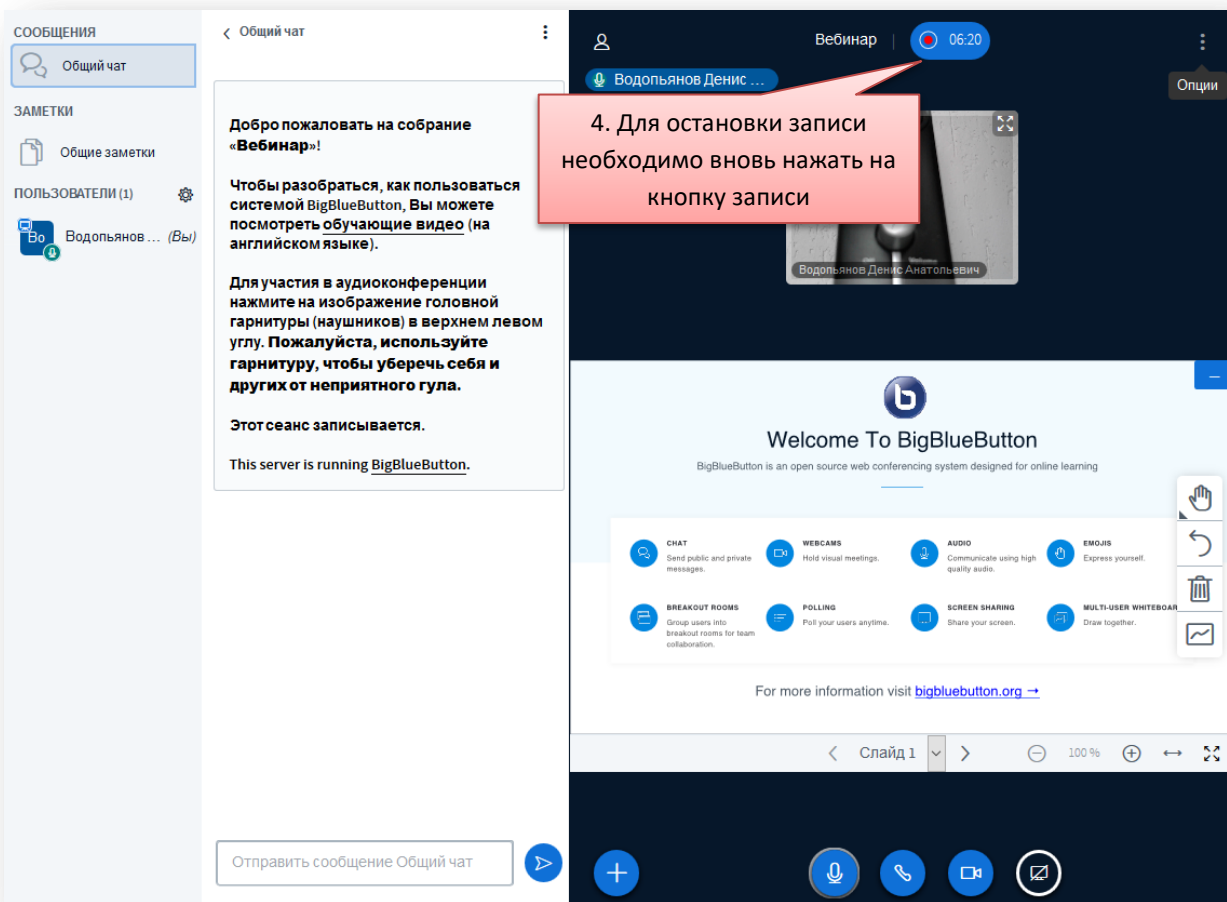 СООБЩЕНИЯ
Общий чат
ЗАМЕТКИ
Общие заметки
ПОЛЬЗОВАТЕЛИ (1)
Во
Водопьянов ... (Вы)
Общий чат
Добро пожаловать на собрание
«Вебинар»!
Чтобы разобраться, как пользоваться
системой BigBlueButton, Вы можете
посмотреть обучающие видео (на
английском языке).
Для участия в аудиоконференции
нажмите на изображение головной
гарнитуры (наушников) в верхнем левом
углу. Пожалуйста, используйте
гарнитуру, чтобы уберечь себя и
других от неприятного гула.
Этот сеанс записывается.
This server is running BigBlueButton.
Отправить сообщение Общий чат
Вебинар
06:20
Опции
Водопьянов Денис ...
4. Для остановки записи
необходимо вновь нажать на
кнопку записи
Водопьянов Денис Анатольевич
Welcome To BigBlueButton
BigBlueButton is an open source web conferencing system designed for online learning
CHAT
Send public and private
messages.
WEBCAMS
Hold visual meetings.
AUDIO
Communicate using high
quality audio.
EMOJIS
Express yourself.
BREAKOUT ROOMS
Group users into
breakout rooms for team
collaboration.
POLLING
Poll your users anytime.
SCREEN SHARING
Share your screen.
MULTI-USER WHITEBOAR
Draw together.
For more information visit bigbluebutton.org →
Слайд 1
100 %